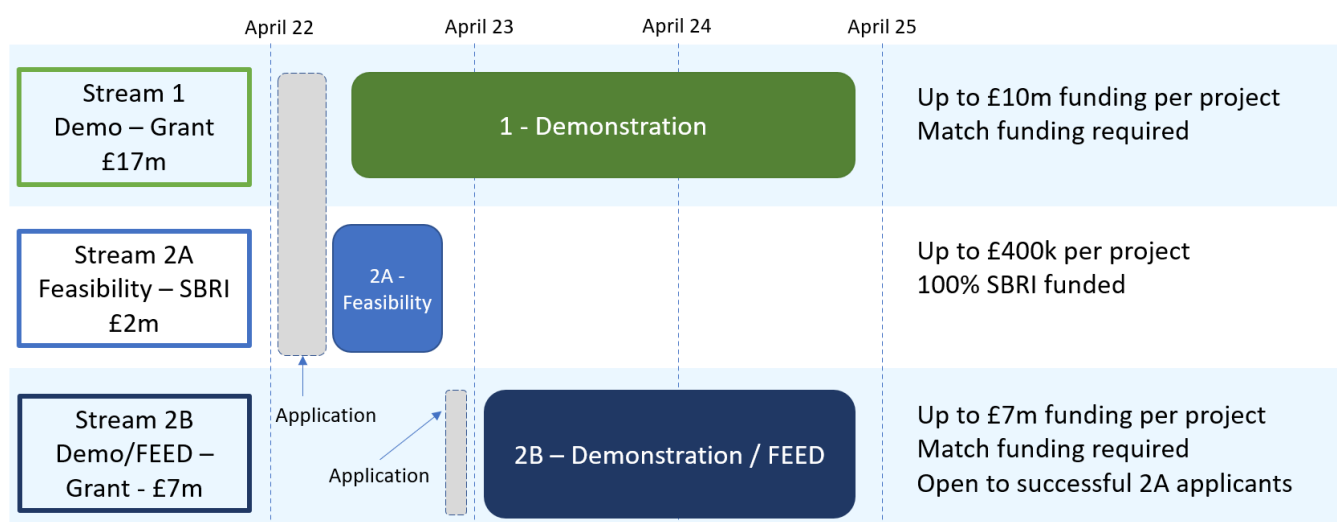 April 22
April 23
April 24
April 25
Stream 1
Demo – Grant
£17m
1 - Demonstration
Up to £10m funding per project
Match funding required
Stream 2A
Feasibility – SBRI
£2m
2A -
Feasibility
Up to £400k per project
100% SBRI funded
Application
Application
Stream 2B
Demo/FEED –
Grant - £7m
2B – Demonstration / FEED
Up to £7m funding per project
Match funding required
Open to successful 2A applicants